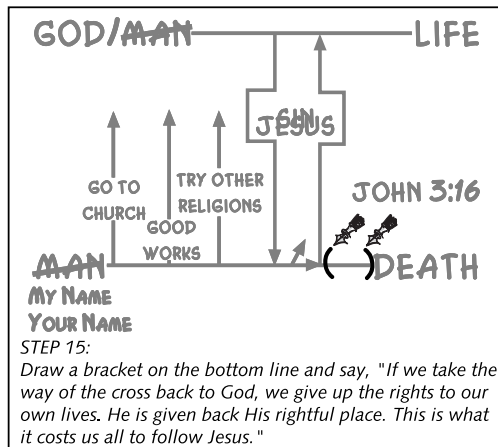 GOD/MAN LIFE
SIN
JESUS
GO TO
CHURCH
GOOD
WORKS
TRY OTHER
RELIGIONS
JOHN 3:16
MAN DEATH
MY NAME
YOUR NAME
STEP 15:
Draw a bracket on the bottom line and say, "If we take the
way of the cross back to God, we give up the rights to our
own lives. He is given back His rightful place. This is what
it costs us all to follow Jesus."